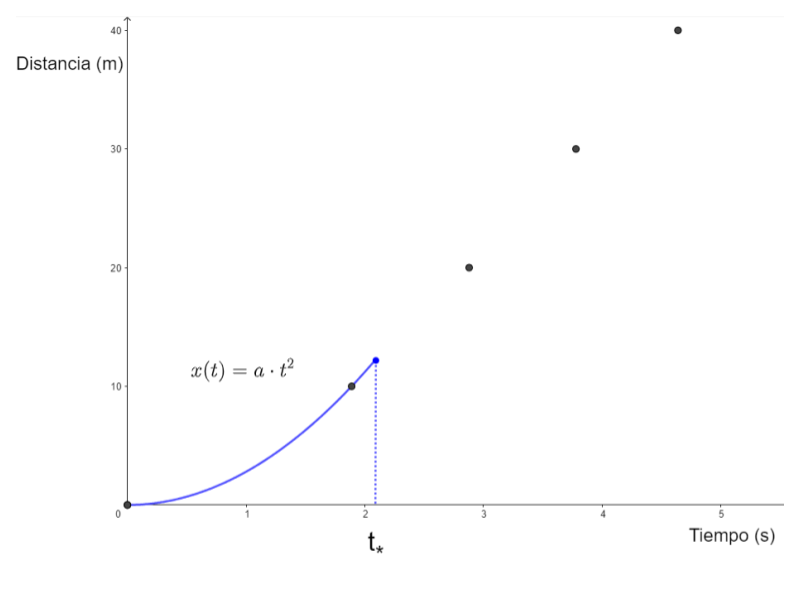 40
Distancia (m)
30
20
x(t) = a · t²
10
0 1 2 3 4 5
t* Tiempo (s)